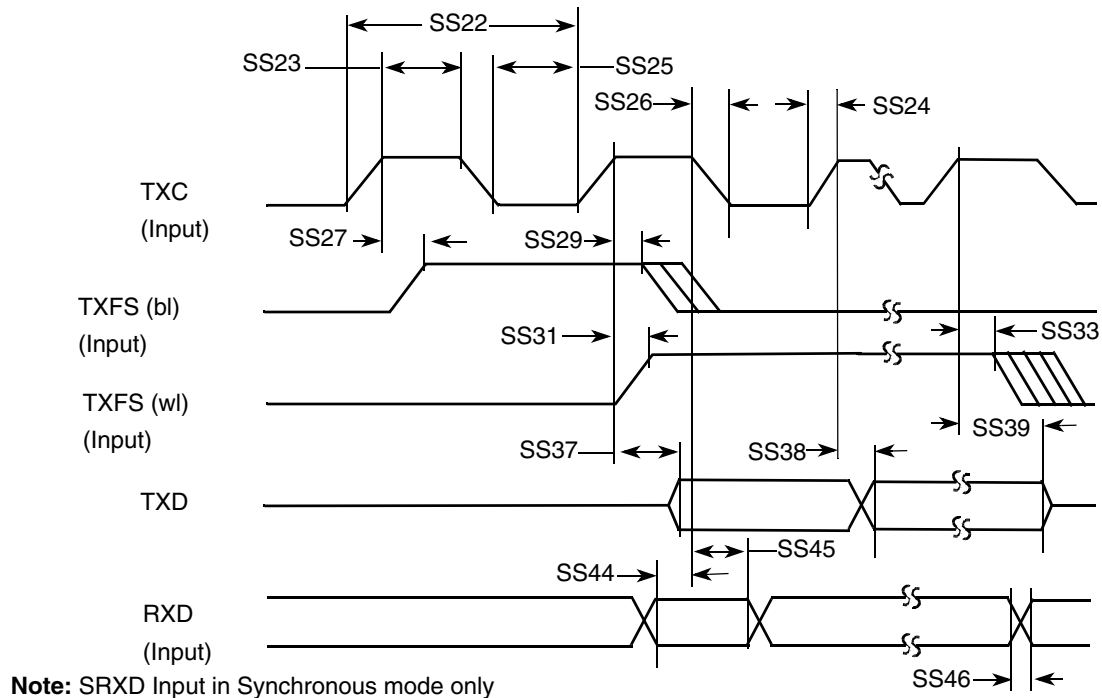 SS22
SS23
SS25
SS26
SS24
TXC
(Input)
SS27
SS29
TXFS (bl)
(Input)
SS31
SS33
TXFS (wl)
(Input)
SS39
SS37
SS38
TXD
SS45
SS44
RXD
(Input)
SS46
Note: SRXD Input in Synchronous mode only